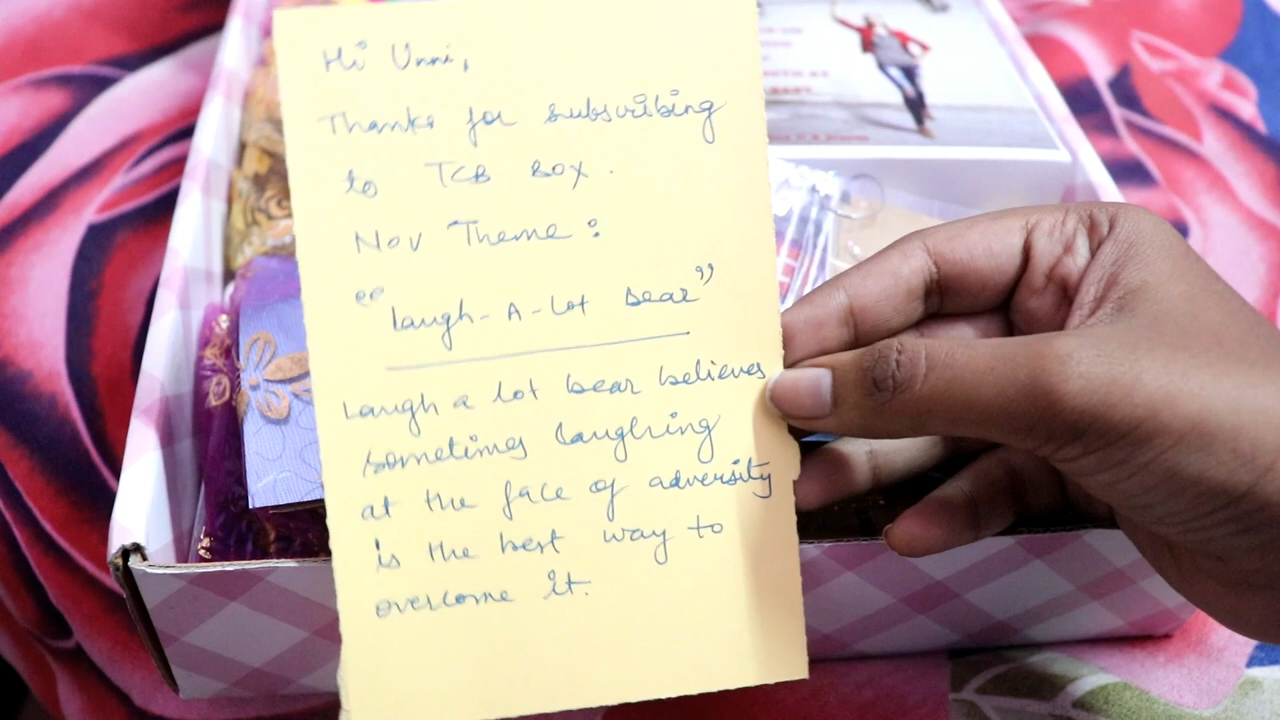 Hi Unni,
Thanks for subscribing
to TCB BOX.
Nov Theme:
"Laugh-A-Lot Bear"
Laugh a lot bear believes
sometimes laughing
at the face of adversity
is the best way to
overcome it.